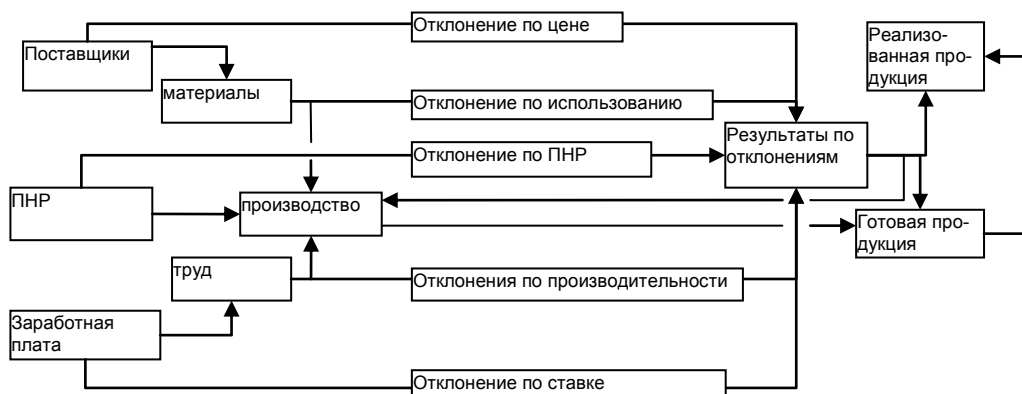 Отклонение по цене
Поставщики
Реализо-
ванная про-
дукция
материалы
Отклонение по использованию
Результаты по
отклонениям
Отклонение по ПНР
ПНР
производство
Готовая про-
дукция
труд
Отклонения по производительности
Заработная
плата
Отклонение по ставке